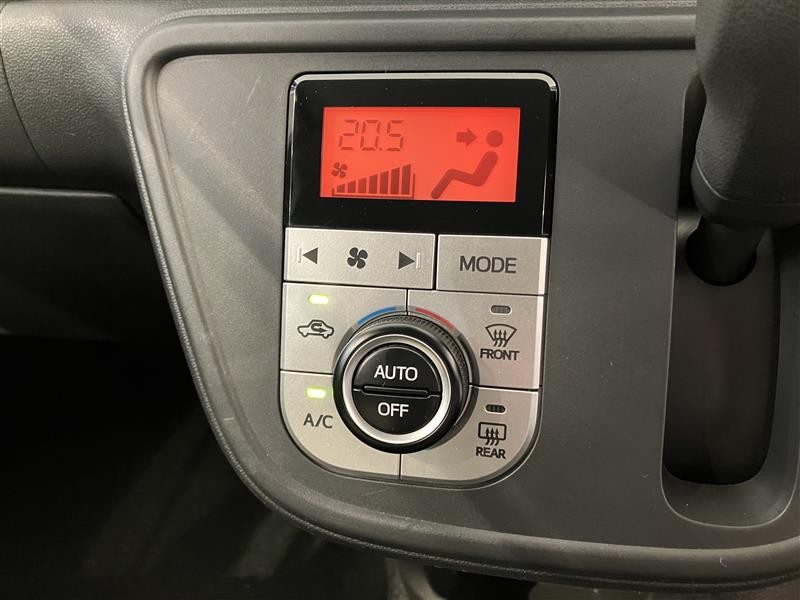 20.5
MODE
FRONT
AUTO
OFF
A/C
REAR